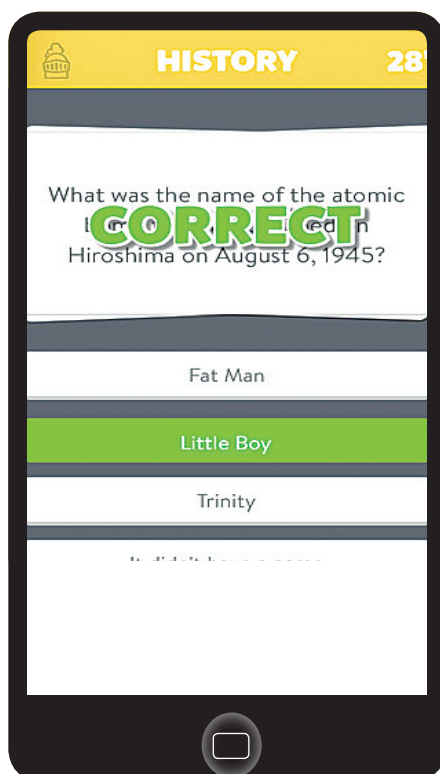 HISTORY 28
What was the name of the atomic
CORRECT
Hiroshima on August 6, 1945?
Fat Man
Little Boy
Trinity